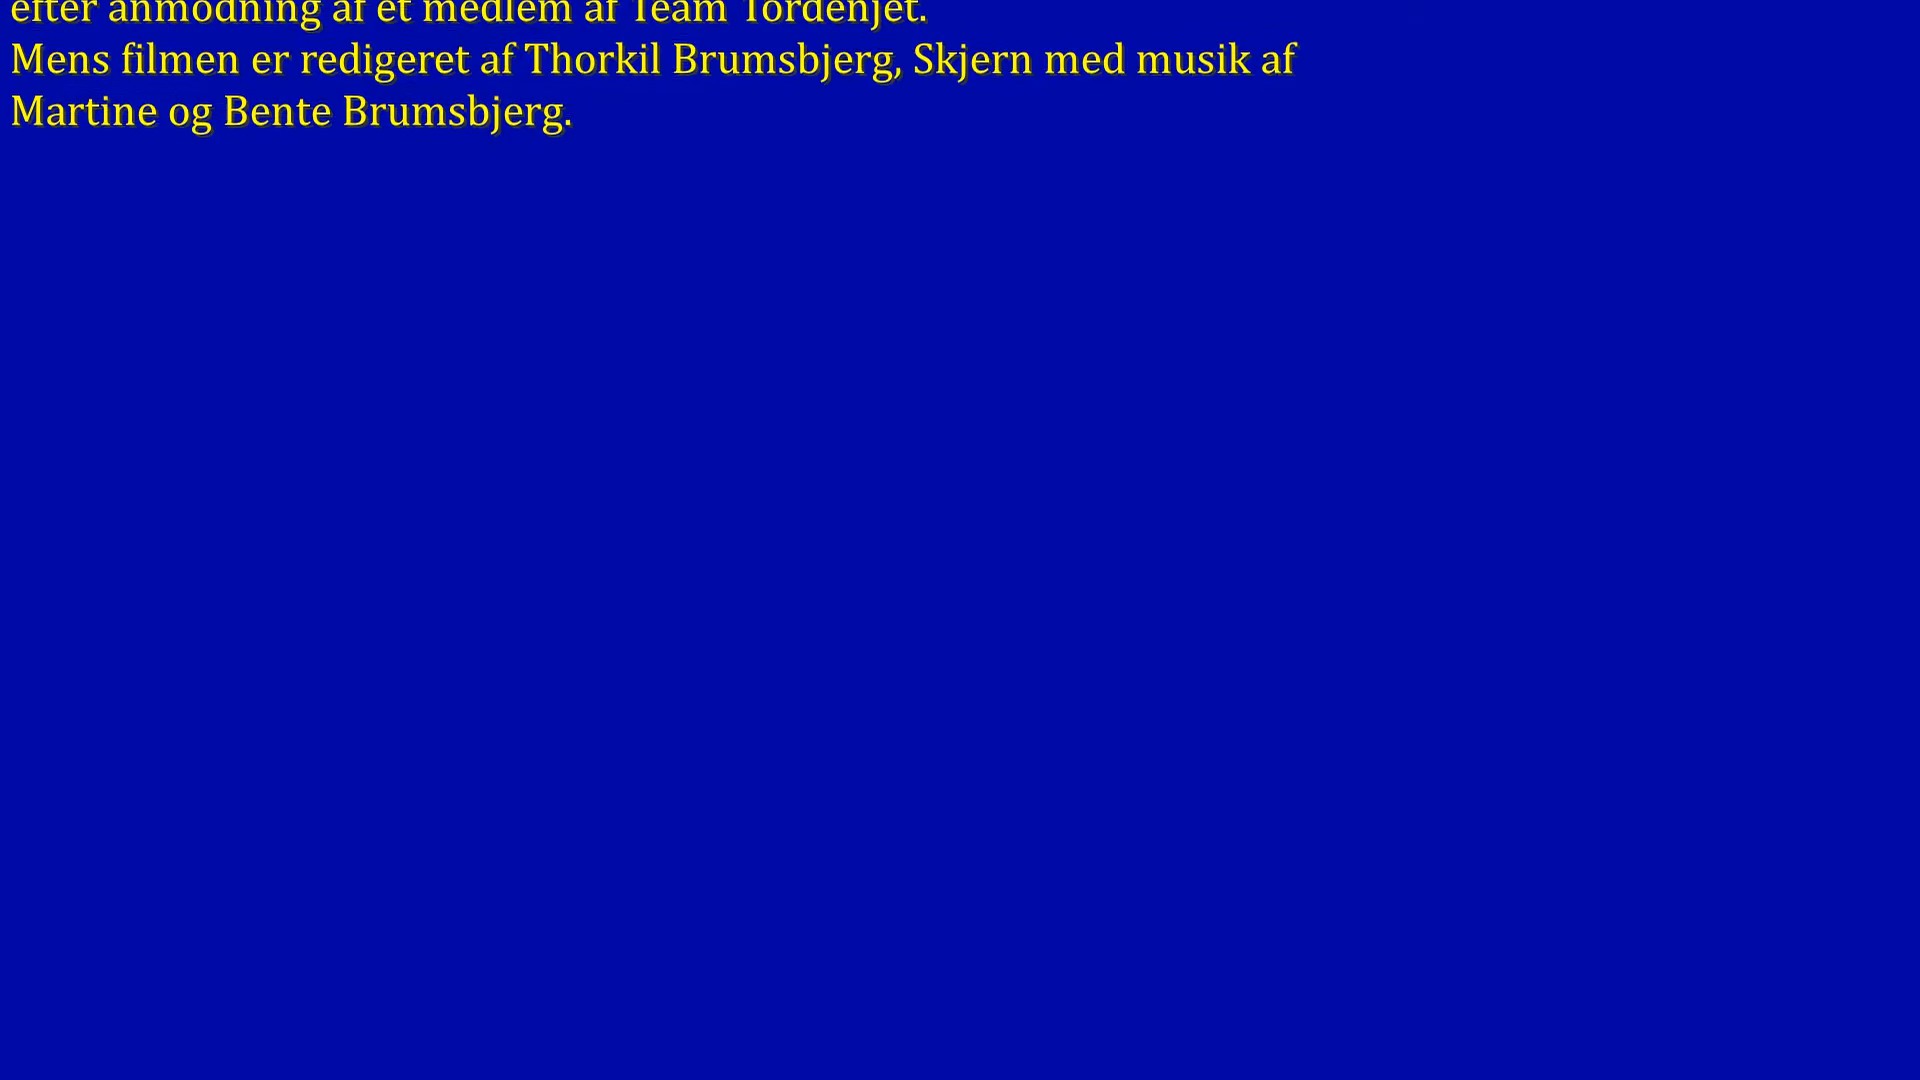 efter anmodning af et medlem af Team Tordenjet.
Mens filmen er redigeret af Thorkil Brumsbjerg, Skjern med musik af
Martine og Bente Brumsbjerg.